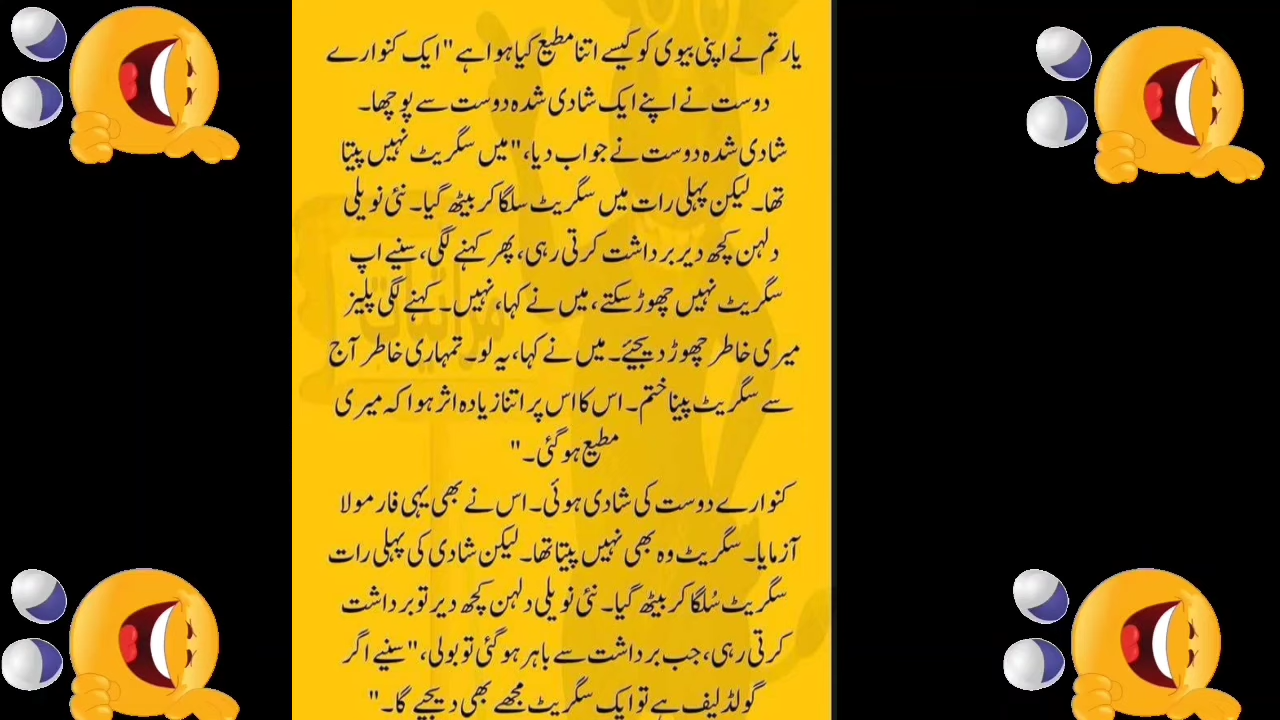 یار تم نے اپنی بیوی کو کیسے اتنا مطیع کیا ہوا ہے" ایک کنوارے
دوست نے اپنے ایک شادی شدہ دوست سے پوچھا۔
شادی شدہ دوست نے جواب دیا، "میں سگریٹ نہیں پیتا
تھا۔ لیکن پہلی رات میں سگریٹ سلگا کر بیٹھ گیا۔ نئی نویلی
دلہن کچھ دیر برداشت کرتی رہی، پھر کہنے لگی، سنیے اپ
سگریٹ نہیں چھوڑ سکتے، میں نے کہا، نہیں۔ کہنے لگی پلیز
میری خاطر چھوڑ دیجیئے۔ میں نے کہا، یہ لو۔ تمہاری خاطر آج
سے سگریٹ پینا ختم۔ اس کا اس پر اتنا زیادہ اثر ہوا کہ میری
مطیع ہو گئی۔"
کنوارے دوست کی شادی ہوئی۔ اس نے بھی یہی فارمولا
آزمایا۔ سگریٹ وہ بھی نہیں پیتا تھا۔ لیکن شادی کی پہلی رات
سگریٹ سُلگا کر بیٹھ گیا۔ نئی نویلی دلہن کچھ دیر تو برداشت
کرتی رہی، جب برداشت سے باہر ہو گئی تو بولی، "سنیے اگر
گولڈ لیف ہے تو ایک سگریٹ مجھے بھی دیجیے گا۔"